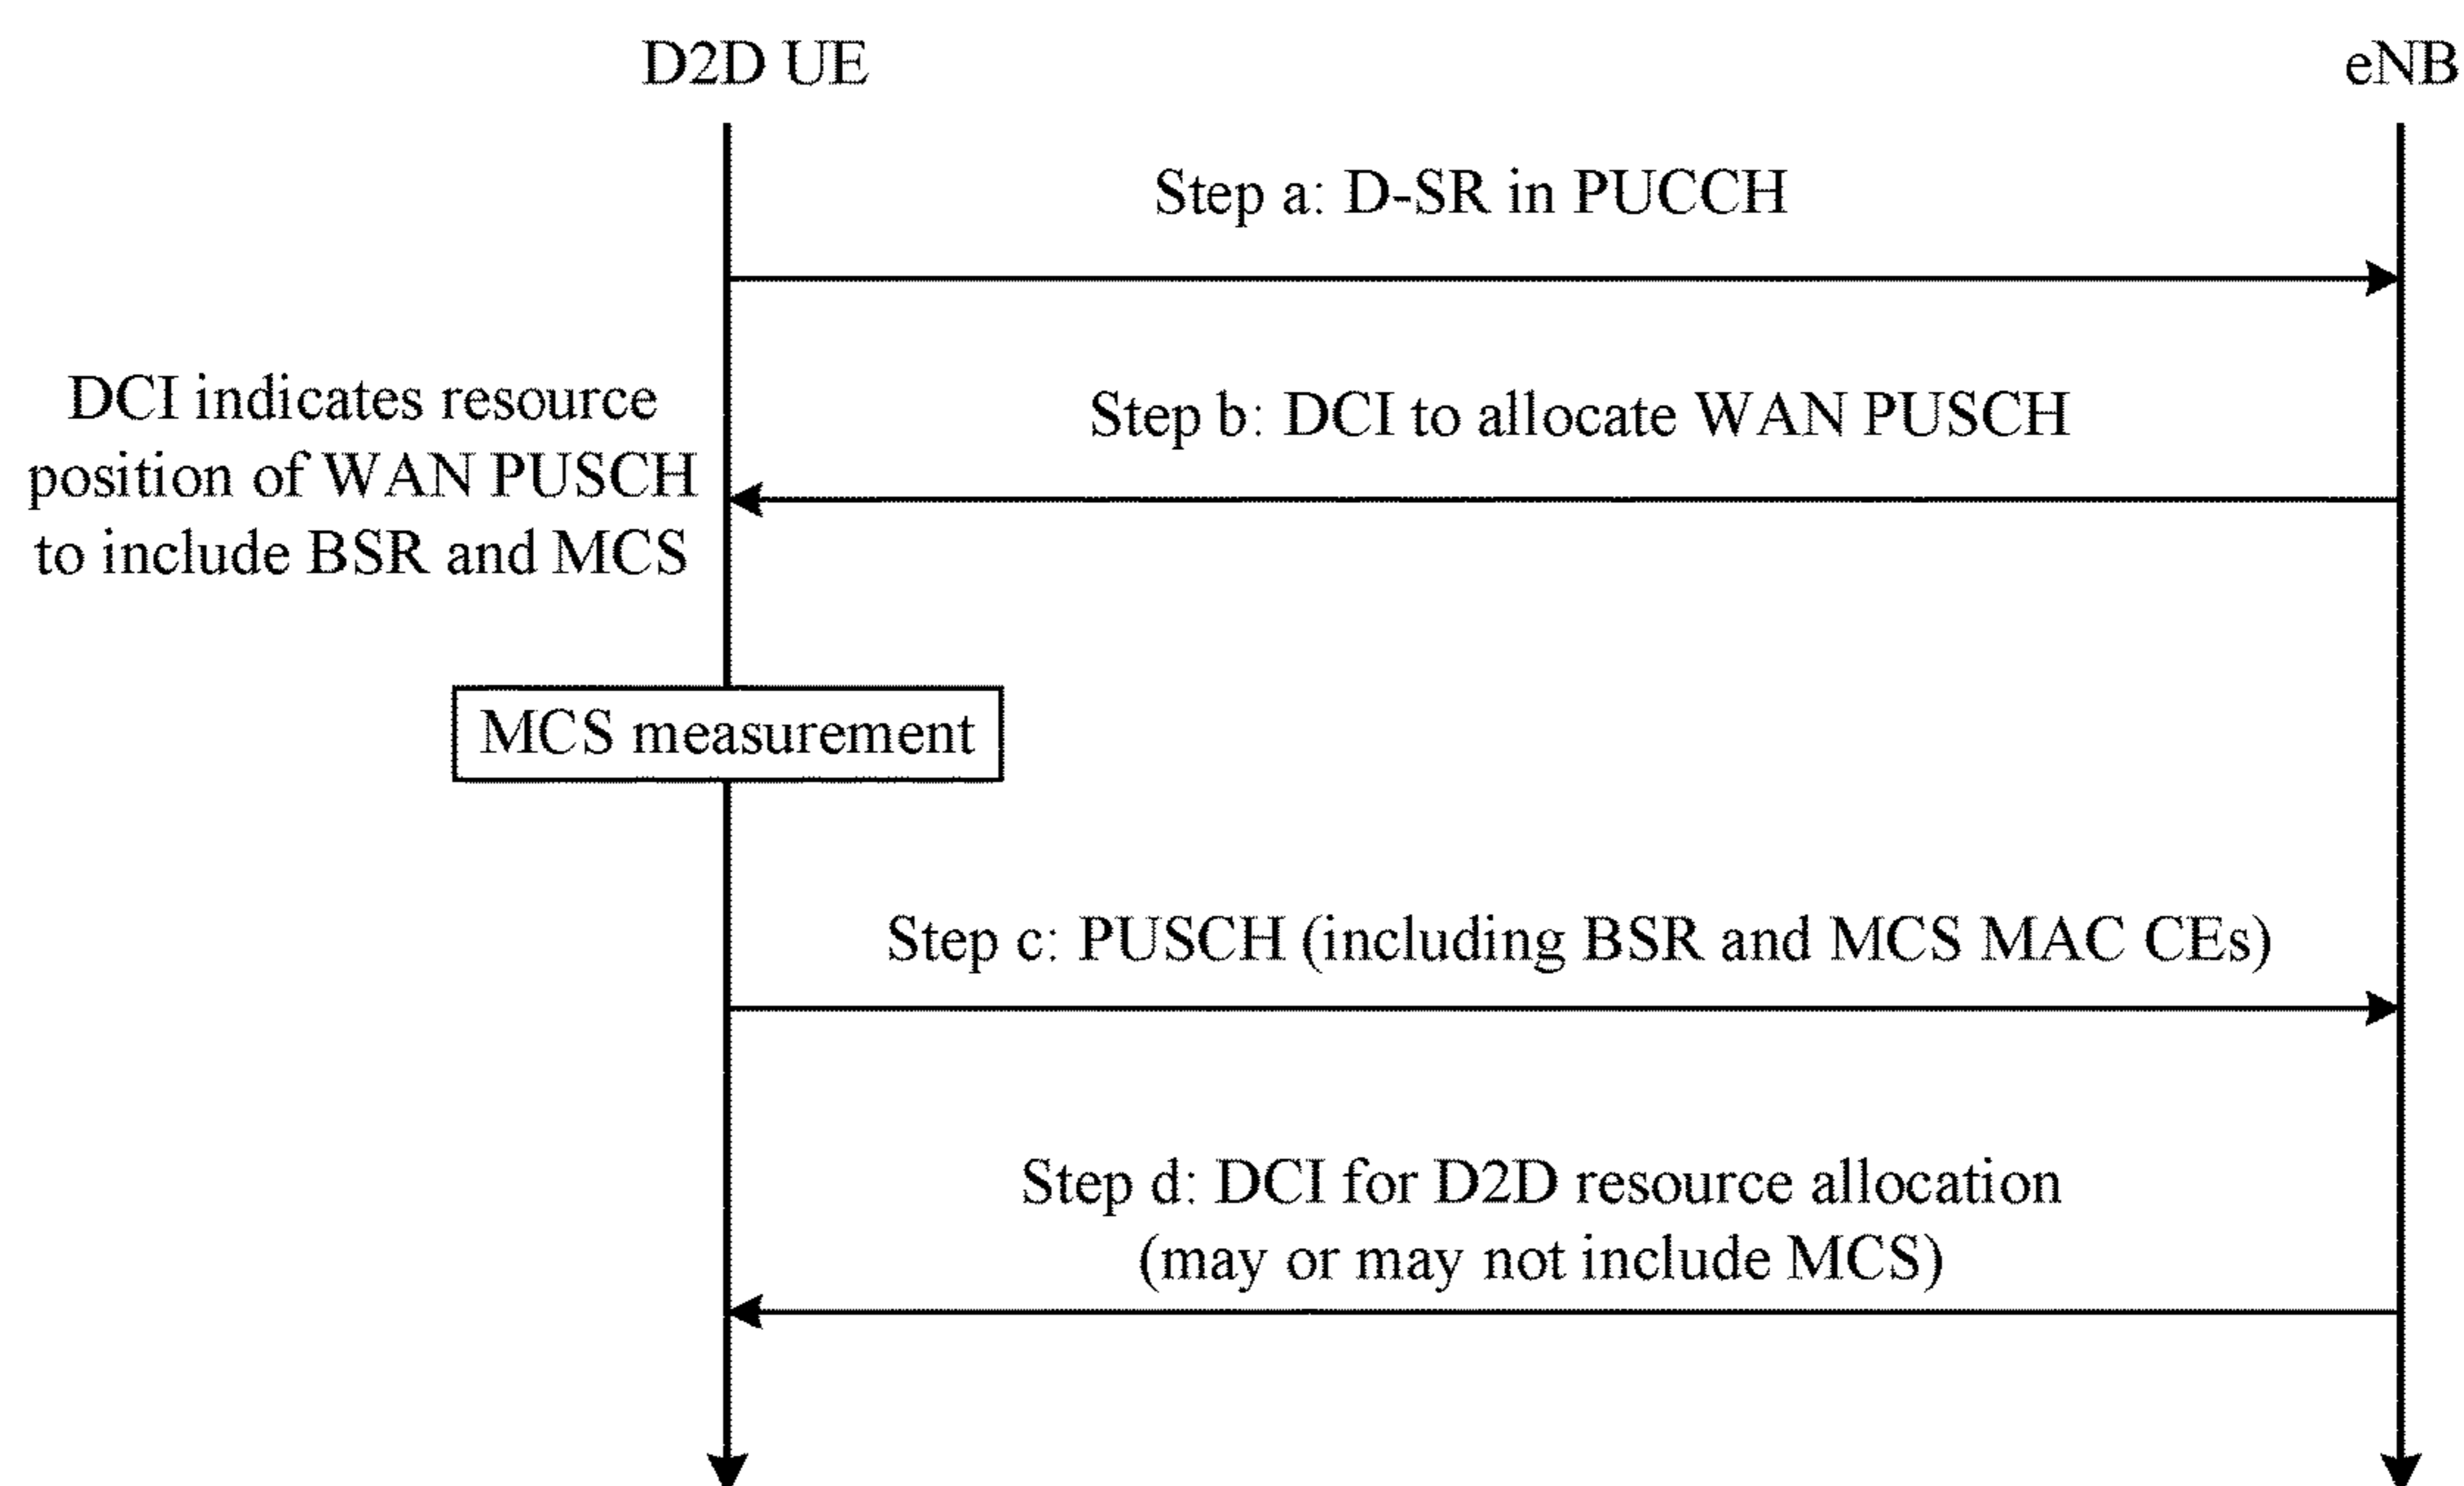 D2D UE
eNB
Step a: D-SR in PUCCH
DCI indicates resource
position of WAN PUSCH
to include BSR and MCS
Step b: DCI to allocate WAN PUSCH
MCS measurement
Step c: PUSCH (including BSR and MCS MAC CEs)
Step d: DCI for D2D resource allocation
(may or may not include MCS)